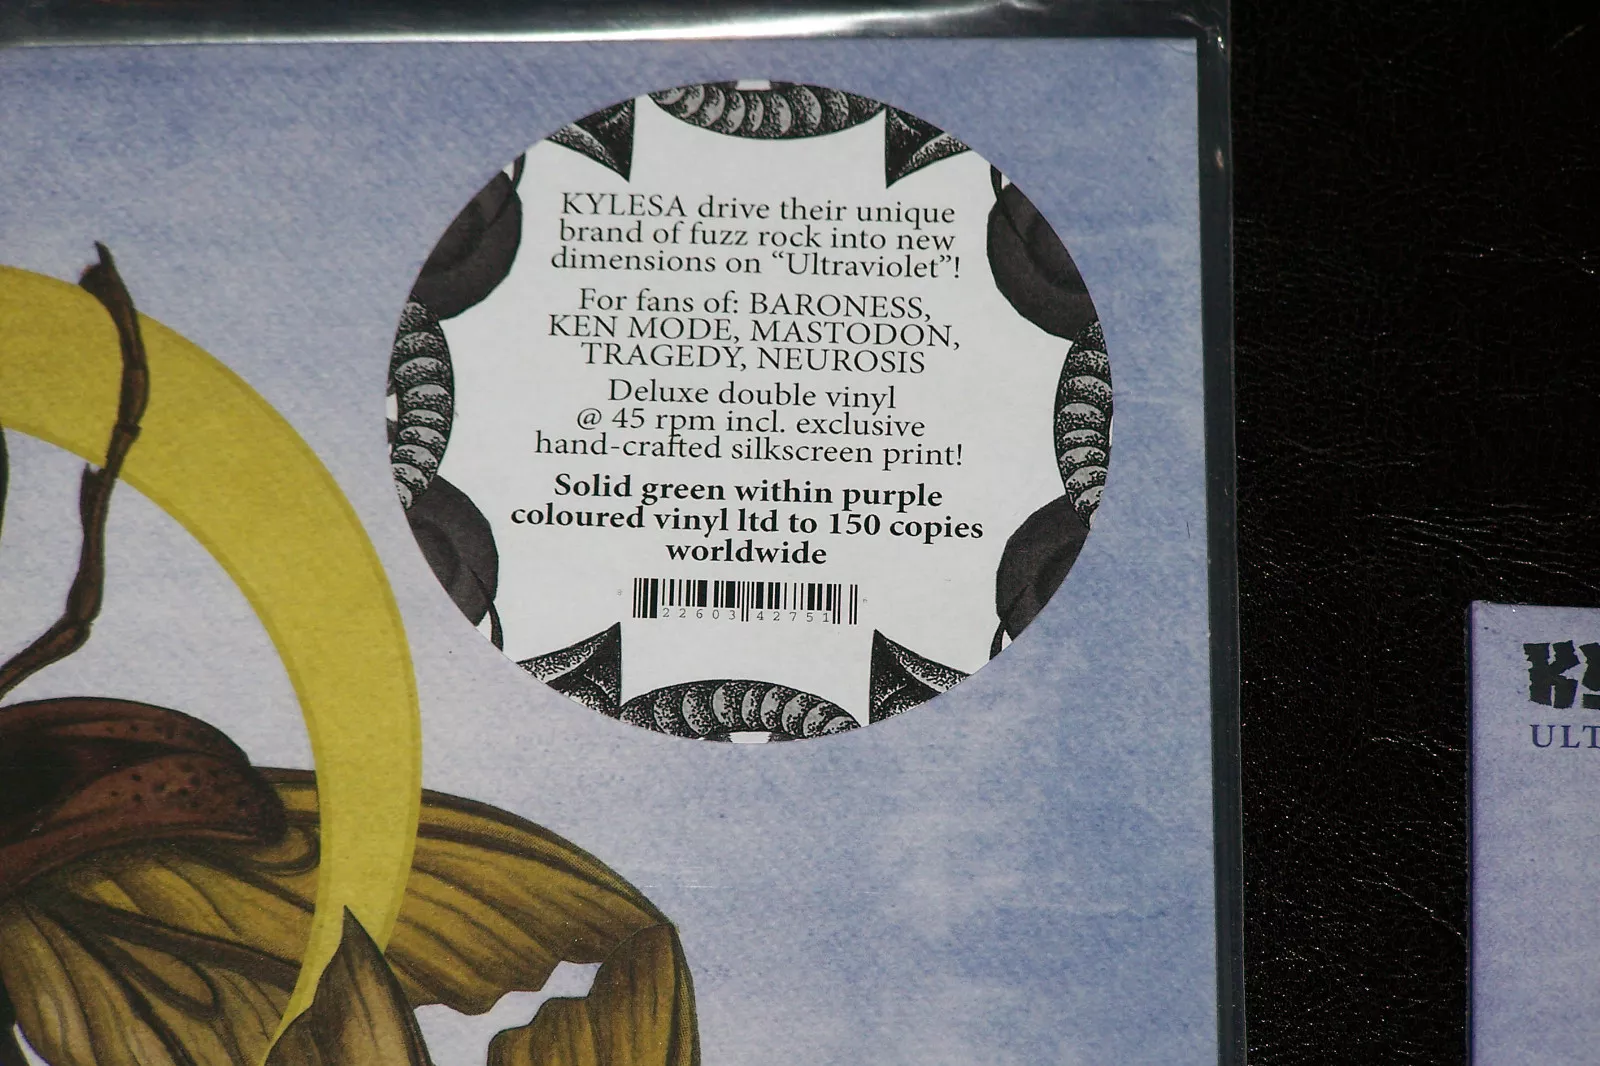 KYLESA drive their unique
brand of fuzz rock into new
dimensions on “Ultraviolet”!
For fans of: BARONESS,
KEN MODE, MASTODON,
TRAGEDY, NEUROSIS
Deluxe double vinyl
@ 45 rpm incl. exclusive
hand-crafted silkscreen print!
Solid green within purple
coloured vinyl ltd to 150 copies
worldwide
22603 42751
KY
ULT